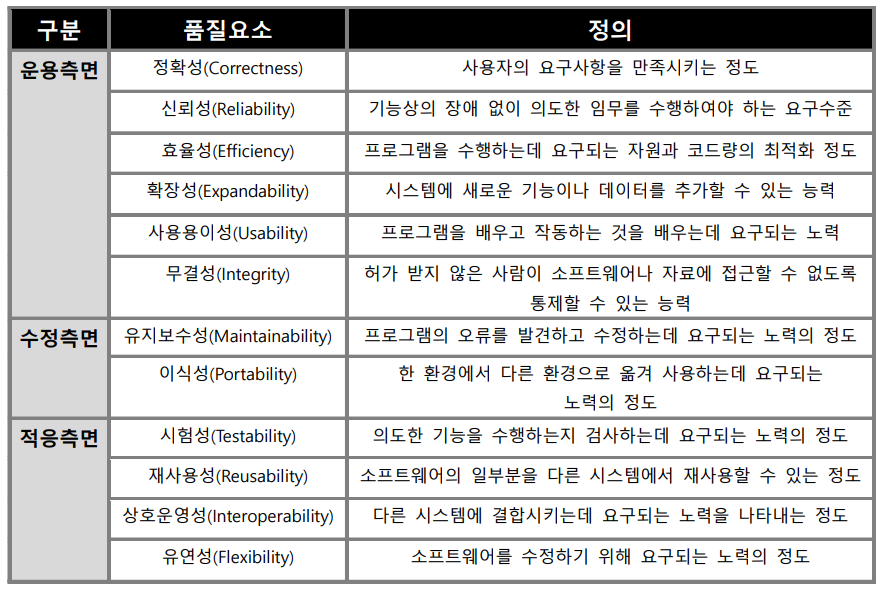 구분 품질요소 정의
운용측면 정확성(Correctness) 사용자의 요구사항을 만족시키는 정도
신뢰성(Reliability) 기능상의 장애 없이 의도한 임무를 수행하여야 하는 요구수준
효율성(Efficiency) 프로그램을 수행하는데 요구되는 자원과 코드량의 최적화 정도
확장성(Expandability) 시스템에 새로운 기능이나 데이터를 추가할 수 있는 능력
사용용이성(Usability) 프로그램을 배우고 작동하는 것을 배우는데 요구되는 노력
무결성(Integrity) 허가 받지 않은 사람이 소프트웨어나 자료에 접근할 수 없도록
통제할 수 있는 능력
수정측면 유지보수성(Maintainability) 프로그램의 오류를 발견하고 수정하는데 요구되는 노력의 정도
이식성(Portability) 한 환경에서 다른 환경으로 옮겨 사용하는데 요구되는
노력의 정도
적응측면 시험성(Testability) 의도한 기능을 수행하는지 검사하는데 요구되는 노력의 정도
재사용성(Reusability) 소프트웨어의 일부분을 다른 시스템에서 재사용할 수 있는 정도
상호운영성(Interoperability) 다른 시스템에 결합시키는데 요구되는 노력을 나타내는 정도
유연성(Flexibility) 소프트웨어를 수정하기 위해 요구되는 노력의 정도